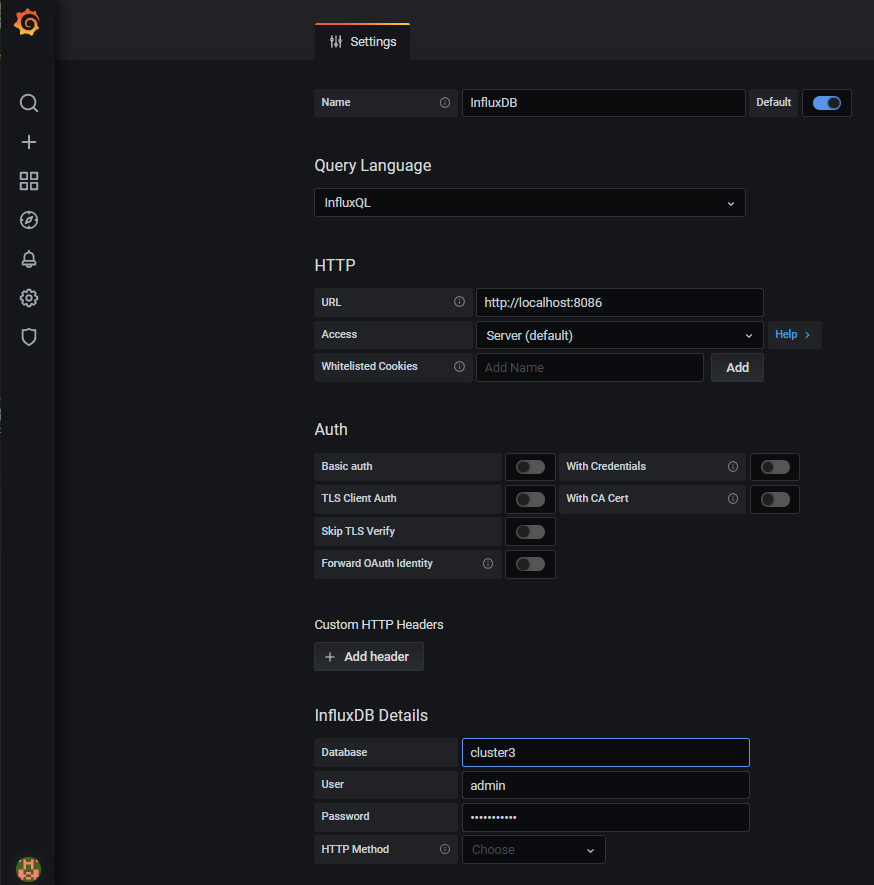 Settings
Name InfluxDB Default
Query Language
InfluxQL
HTTP
URL http://localhost:8086
Access Server (default) Help
Whitelisted Cookies Add Name Add
Auth
Basic auth With Credentials
TLS Client Auth With CA Cert
Skip TLS Verify
Forward OAuth Identity
Custom HTTP Headers
+ Add header
InfluxDB Details
Database cluster3
User admin
Password •••••••••••
HTTP Method Choose